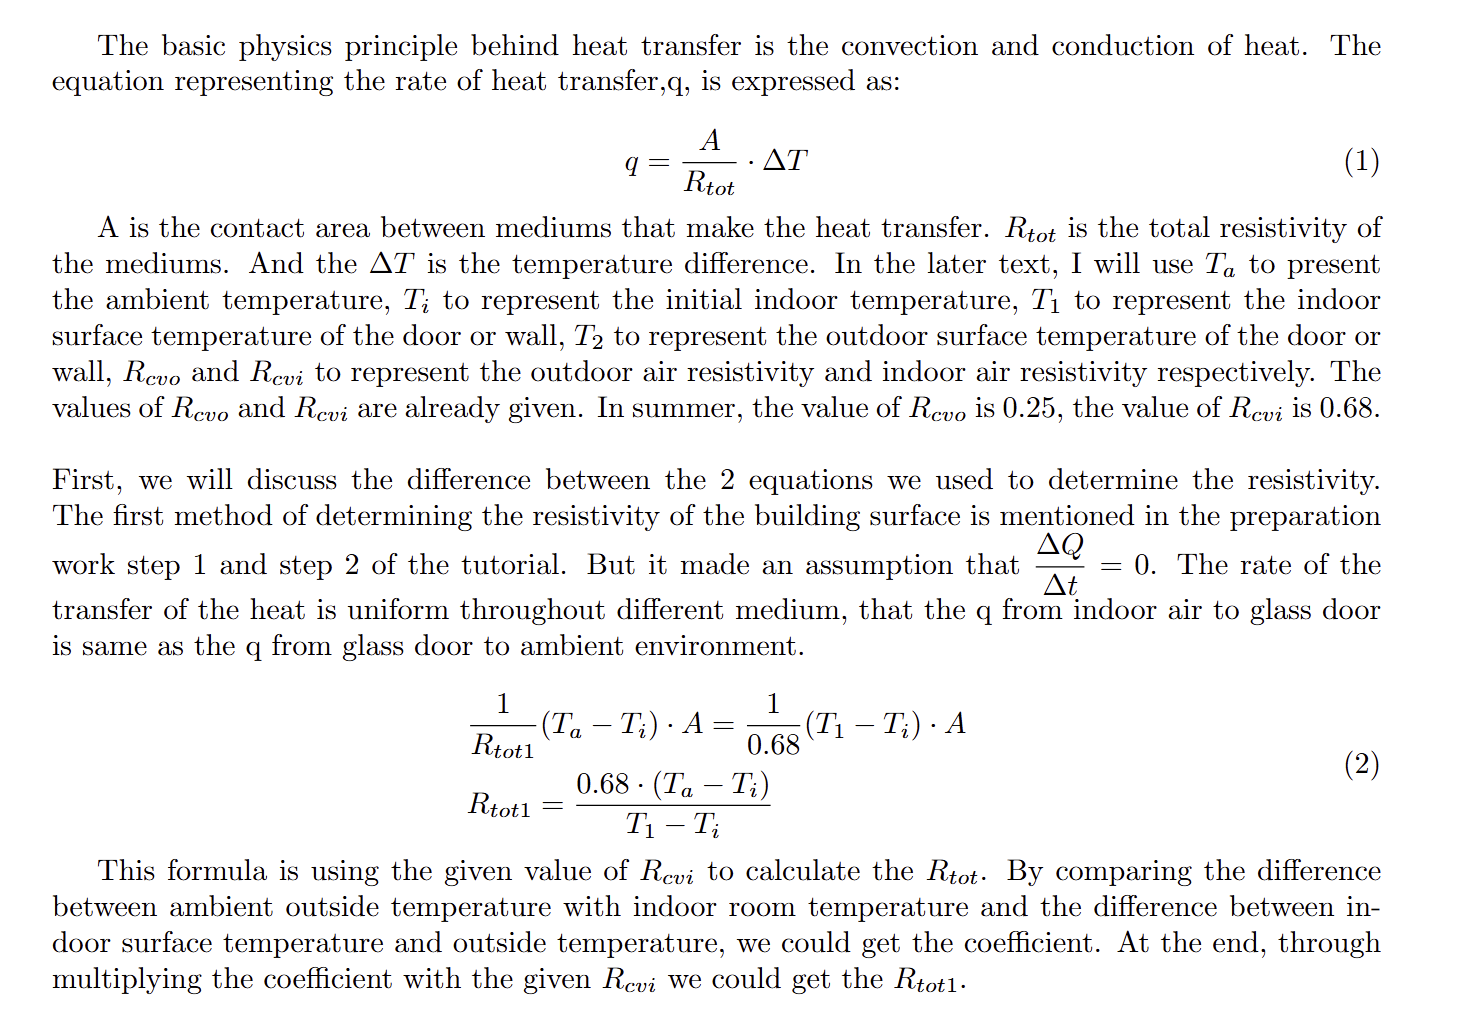 The basic physics principle behind heat transfer is the convection and conduction of heat. The
equation representing the rate of heat transfer,q, is expressed as:
q = \frac{A}{R_{tot}} · ΔT (1)
A is the contact area between mediums that make the heat transfer. R_{tot} is the total resistivity of
the mediums. And the ΔT is the temperature difference. In the later text, I will use T_a to present
the ambient temperature, T_i to represent the initial indoor temperature, T_1 to represent the indoor
surface temperature of the door or wall, T_2 to represent the outdoor surface temperature of the door or
wall, R_{cvo} and R_{cvi} to represent the outdoor air resistivity and indoor air resistivity respectively. The
values of R_{cvo} and R_{cvi} are already given. In summer, the value of R_{cvo} is 0.25, the value of R_{cvi} is 0.68.
First, we will discuss the difference between the 2 equations we used to determine the resistivity.
The first method of determining the resistivity of the building surface is mentioned in the preparation
work step 1 and step 2 of the tutorial. But it made an assumption that \frac{ΔQ}{Δt} = 0. The rate of the
transfer of the heat is uniform throughout different medium, that the q from indoor air to glass door
is same as the q from glass door to ambient environment.
\frac{1}{R_{tot1}}(T_a − T_i) · A = \frac{1}{0.68}(T_1 − T_i) · A
R_{tot1} = \frac{0.68 · (T_a − T_i)}{T_1 − T_i} (2)
This formula is using the given value of R_{cvi} to calculate the R_{tot}. By comparing the difference
between ambient outside temperature with indoor room temperature and the difference between in-
door surface temperature and outside temperature, we could get the coefficient. At the end, through
multiplying the coefficient with the given R_{cvi} we could get the R_{tot1}.